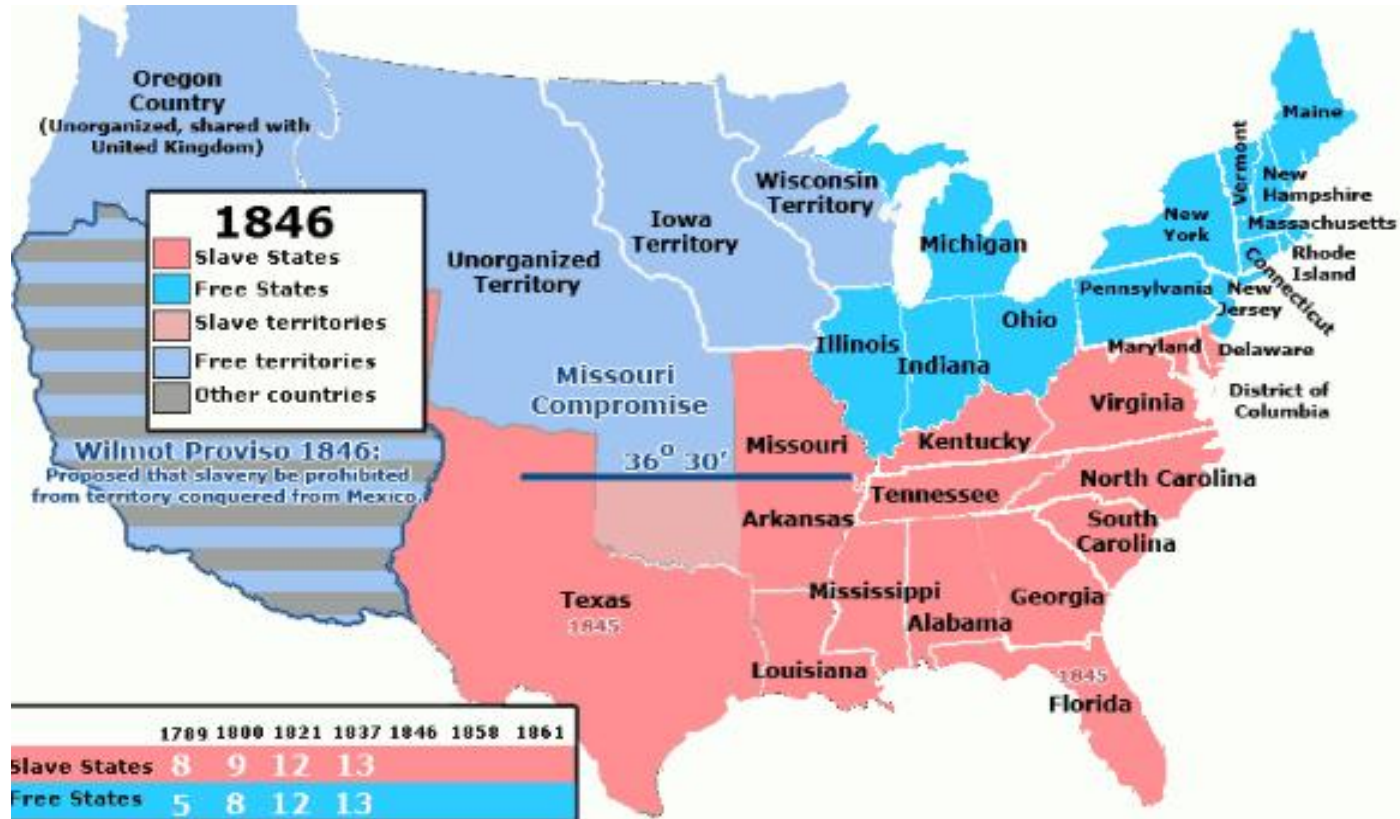 Oregon
Country
(Unorganized, shared with
United Kingdom)
1846
Slave States
Free States
Slave territories
Free territories
Other countries
Wilmot Proviso 1846:
Proposed that slavery be prohibited
from territory conquered from Mexico.
Unorganized
Territory
Iowa
Territory
Wisconsin
Territory
Missouri
Compromise
36° 30'
Michigan
Illinois
Indiana
Ohio
Maine
Vermont
New
Hampshire
Massachusetts
New
York
Rhode
Island
Connecticut
Pennsylvania
New
Jersey
Maryland
Delaware
District of
Columbia
Virginia
Missouri
Kentucky
North Carolina
Tennessee
Arkansas
South
Carolina
Mississippi
Georgia
Alabama
Texas
1845
Louisiana
1845
Florida
1789 1800 1821 1837 1846 1858 1861
Slave States 8 9 12 13
Free States 5 8 12 13